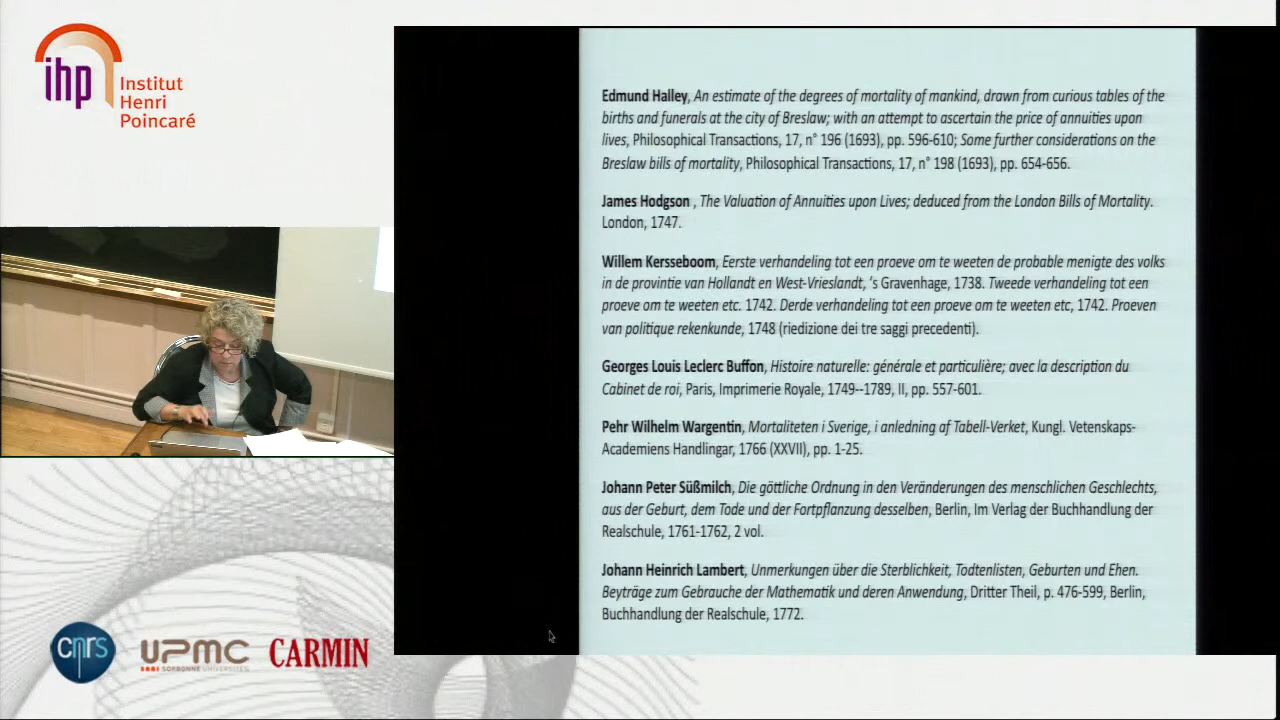 ihp Institut
Henri
Poincaré
Edmund Halley, An estimate of the degrees of mortality of mankind, drawn from curious tables of the
births and funerals at the city of Breslaw; with an attempt to ascertain the price of annuities upon
lives, Philosophical Transactions, 17, n° 196 (1693), pp. 596-610; Some further considerations on the
Breslaw bills of mortality, Philosophical Transactions, 17, n° 198 (1693), pp. 654-656.
James Hodgson , The Valuation of Annuities upon Lives; deduced from the London Bills of Mortality.
London, 1747.
Willem Kersseboom, Eerste verhandeling tot een proeve om te weeten de probable menigte des volks
in de provintie van Hollandt en West-Vrieslandt, ‘s Gravenhage, 1738. Tweede verhandeling tot een
proeve om te weeten etc. 1742. Derde verhandeling tot een proeve om te weeten etc, 1742. Proeven
van politique rekenkunde, 1748 (riedizione dei tre saggi precedenti).
Georges Louis Leclerc Buffon, Histoire naturelle: générale et particulière; avec la description du
Cabinet de roi, Paris, Imprimerie Royale, 1749--1789, II, pp. 557-601.
Pehr Wilhelm Wargentin, Mortaliteten i Sverige, i anledning af Tabell-Verket, Kungl. Vetenskaps-
Academiens Handlingar, 1766 (XXVII), pp. 1-25.
Johann Peter Süßmilch, Die göttliche Ordnung in den Veränderungen des menschlichen Geschlechts,
aus der Geburt, dem Tode und der Fortpflanzung desselben, Berlin, Im Verlag der Buchhandlung der
Realschule, 1761-1762, 2 vol.
Johann Heinrich Lambert, Unmerkungen über die Sterblichkeit, Todtenlisten, Geburten und Ehen.
Beyträge zum Gebrauche der Mathematik und deren Anwendung, Dritter Theil, p. 476-599, Berlin,
Buchhandlung der Realschule, 1772.
cnrs UPMC CARMIN
SORBONNE UNIVERSITÉS